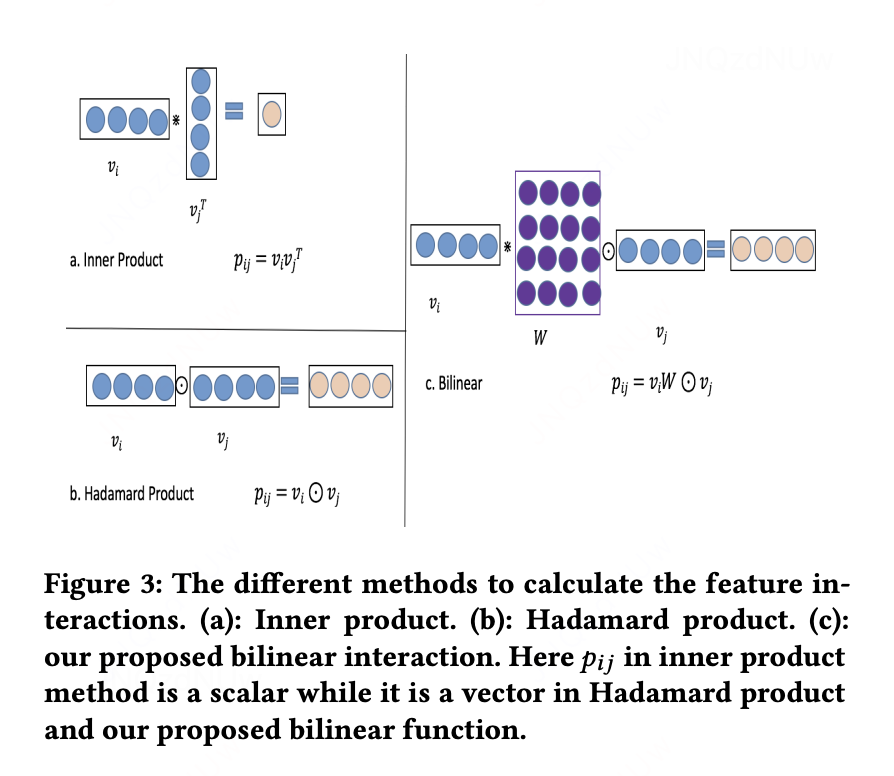 *
=
v_i
v_j^T
a. Inner Product
p_ij = v_i v_j^T
⊙
=
v_i
v_j
b. Hadamard Product
p_ij = v_i ⊙ v_j
*
⊙
=
v_i
W
v_j
c. Bilinear
p_ij = v_i W ⊙ v_j
Figure 3: The different methods to calculate the feature in-
teractions. (a): Inner product. (b): Hadamard product. (c):
our proposed bilinear interaction. Here p_ij in inner product
method is a scalar while it is a vector in Hadamard product
and our proposed bilinear function.